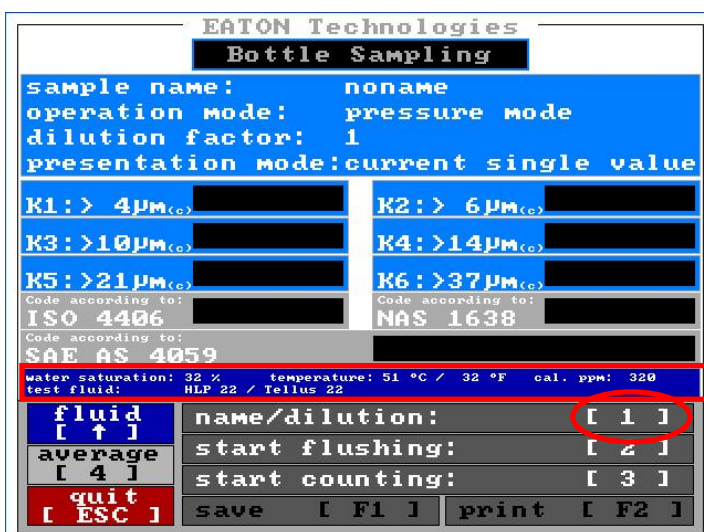 EATON Technologies
Bottle Sampling
sample name: noname
operation mode: pressure mode
dilution factor: 1
presentation mode:current single value
K1:> 4µm(c) K2:> 6µm(c)
K3:>10µm(c) K4:>14µm(c)
K5:>21µm(c) K6:>37µm(c)
Code according to: Code according to:
ISO 4406 NAS 1638
Code according to:
SAE AS 4059
water saturation: 32 % temperature: 51 °C / 32 °F cal. ppm: 320
test fluid: HLP 22 / Tellus 22
fluid name/dilution: [ 1 ]
[ ↑ ]
average start flushing: [ 2 ]
[ 4 ] start counting: [ 3 ]
quit
[ ESC ] save [ F1 ] print [ F2 ]